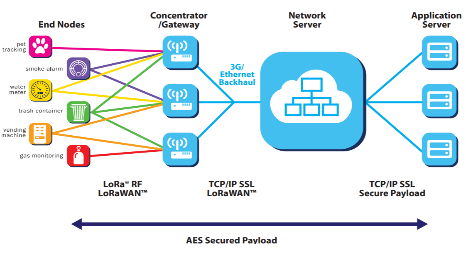 End Nodes
Concentrator
Gateway
Network
Server
Application
Server
pet
tracking
smoke alarm
water
meter
trash container
vending
machine
gas monitoring
3G/
Ethernet
Backhaul
LoRa® RF
LoRaWAN™
TCP/IP SSL
LoRaWAN™
TCP/IP SSL
Secure Payload
AES Secured Payload